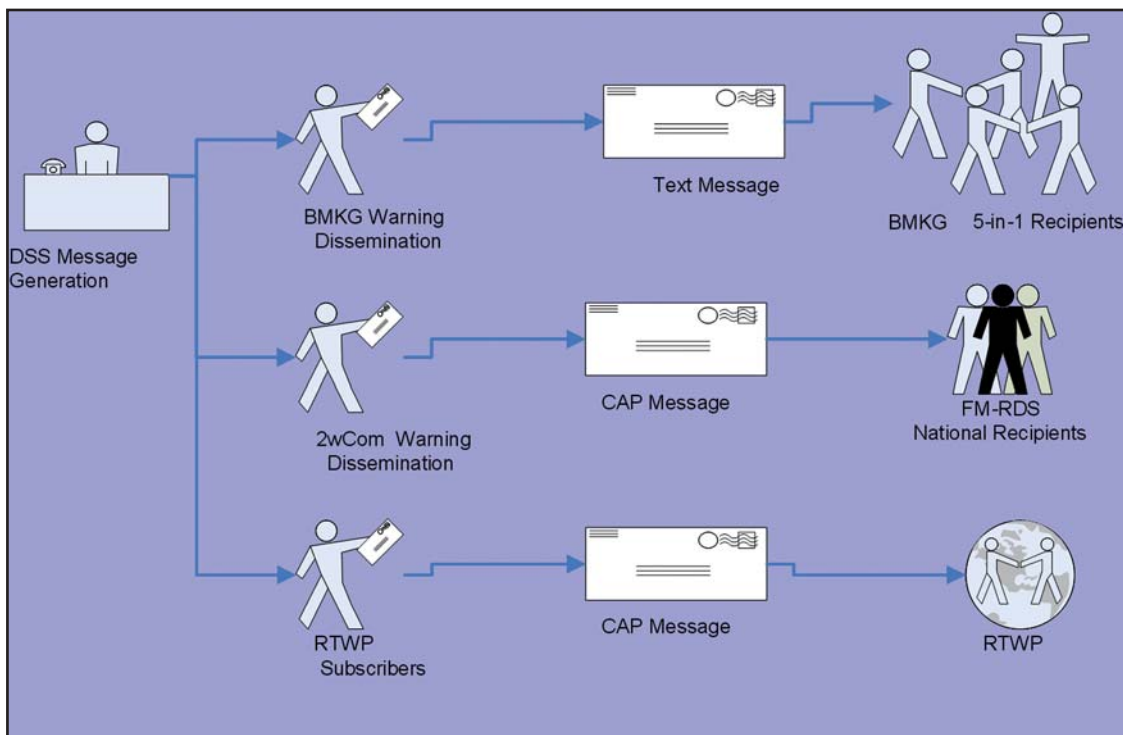 DSS Message
Generation
BMKG Warning
Dissemination
Text Message
BMKG 5-in-1 Recipients
2wCom Warning
Dissemination
CAP Message
FM-RDS
National Recipients
RTWP
Subscribers
CAP Message
RTWP